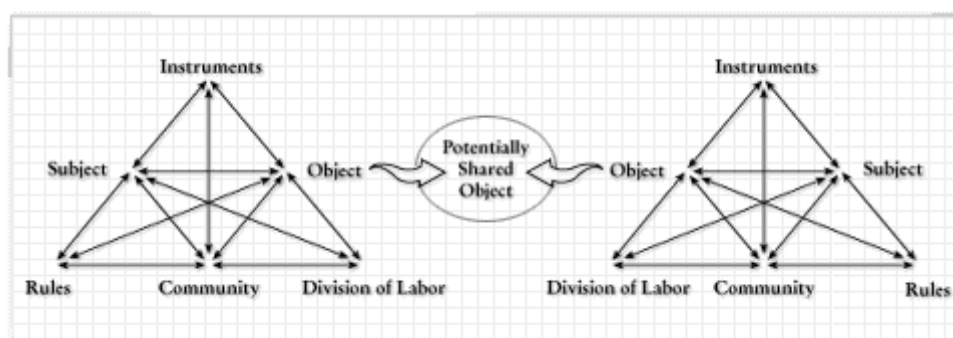 Instruments
Instruments
Subject
Object
Potentially
Shared
Object
Object
Subject
Rules
Community
Division of Labor
Division of Labor
Community
Rules